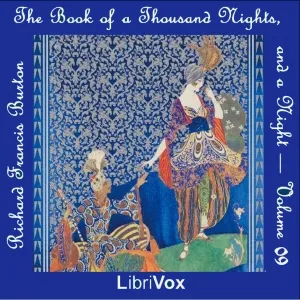 The Book of a Thousand Nights,
and a Night — Volume 09
Richard Francis Burton
LibriVox